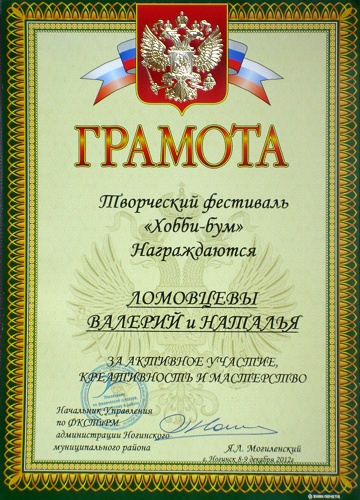 ГРАМОТА
Творческий фестиваль
«Хобби-бум»
Награждаются
ЛОМОВЦЕВЫ
ВАЛЕРИЙ и НАТАЛЬЯ
ЗА АКТИВНОЕ УЧАСТИЕ,
КРЕАТИВНОСТЬ И МАСТЕРСТВО
Начальник Управления
по ФКСТиРМ
администрации Ногинского
муниципального района
Я.Л. Могиленский
г. Ногинск 8-9 декабря 2012г